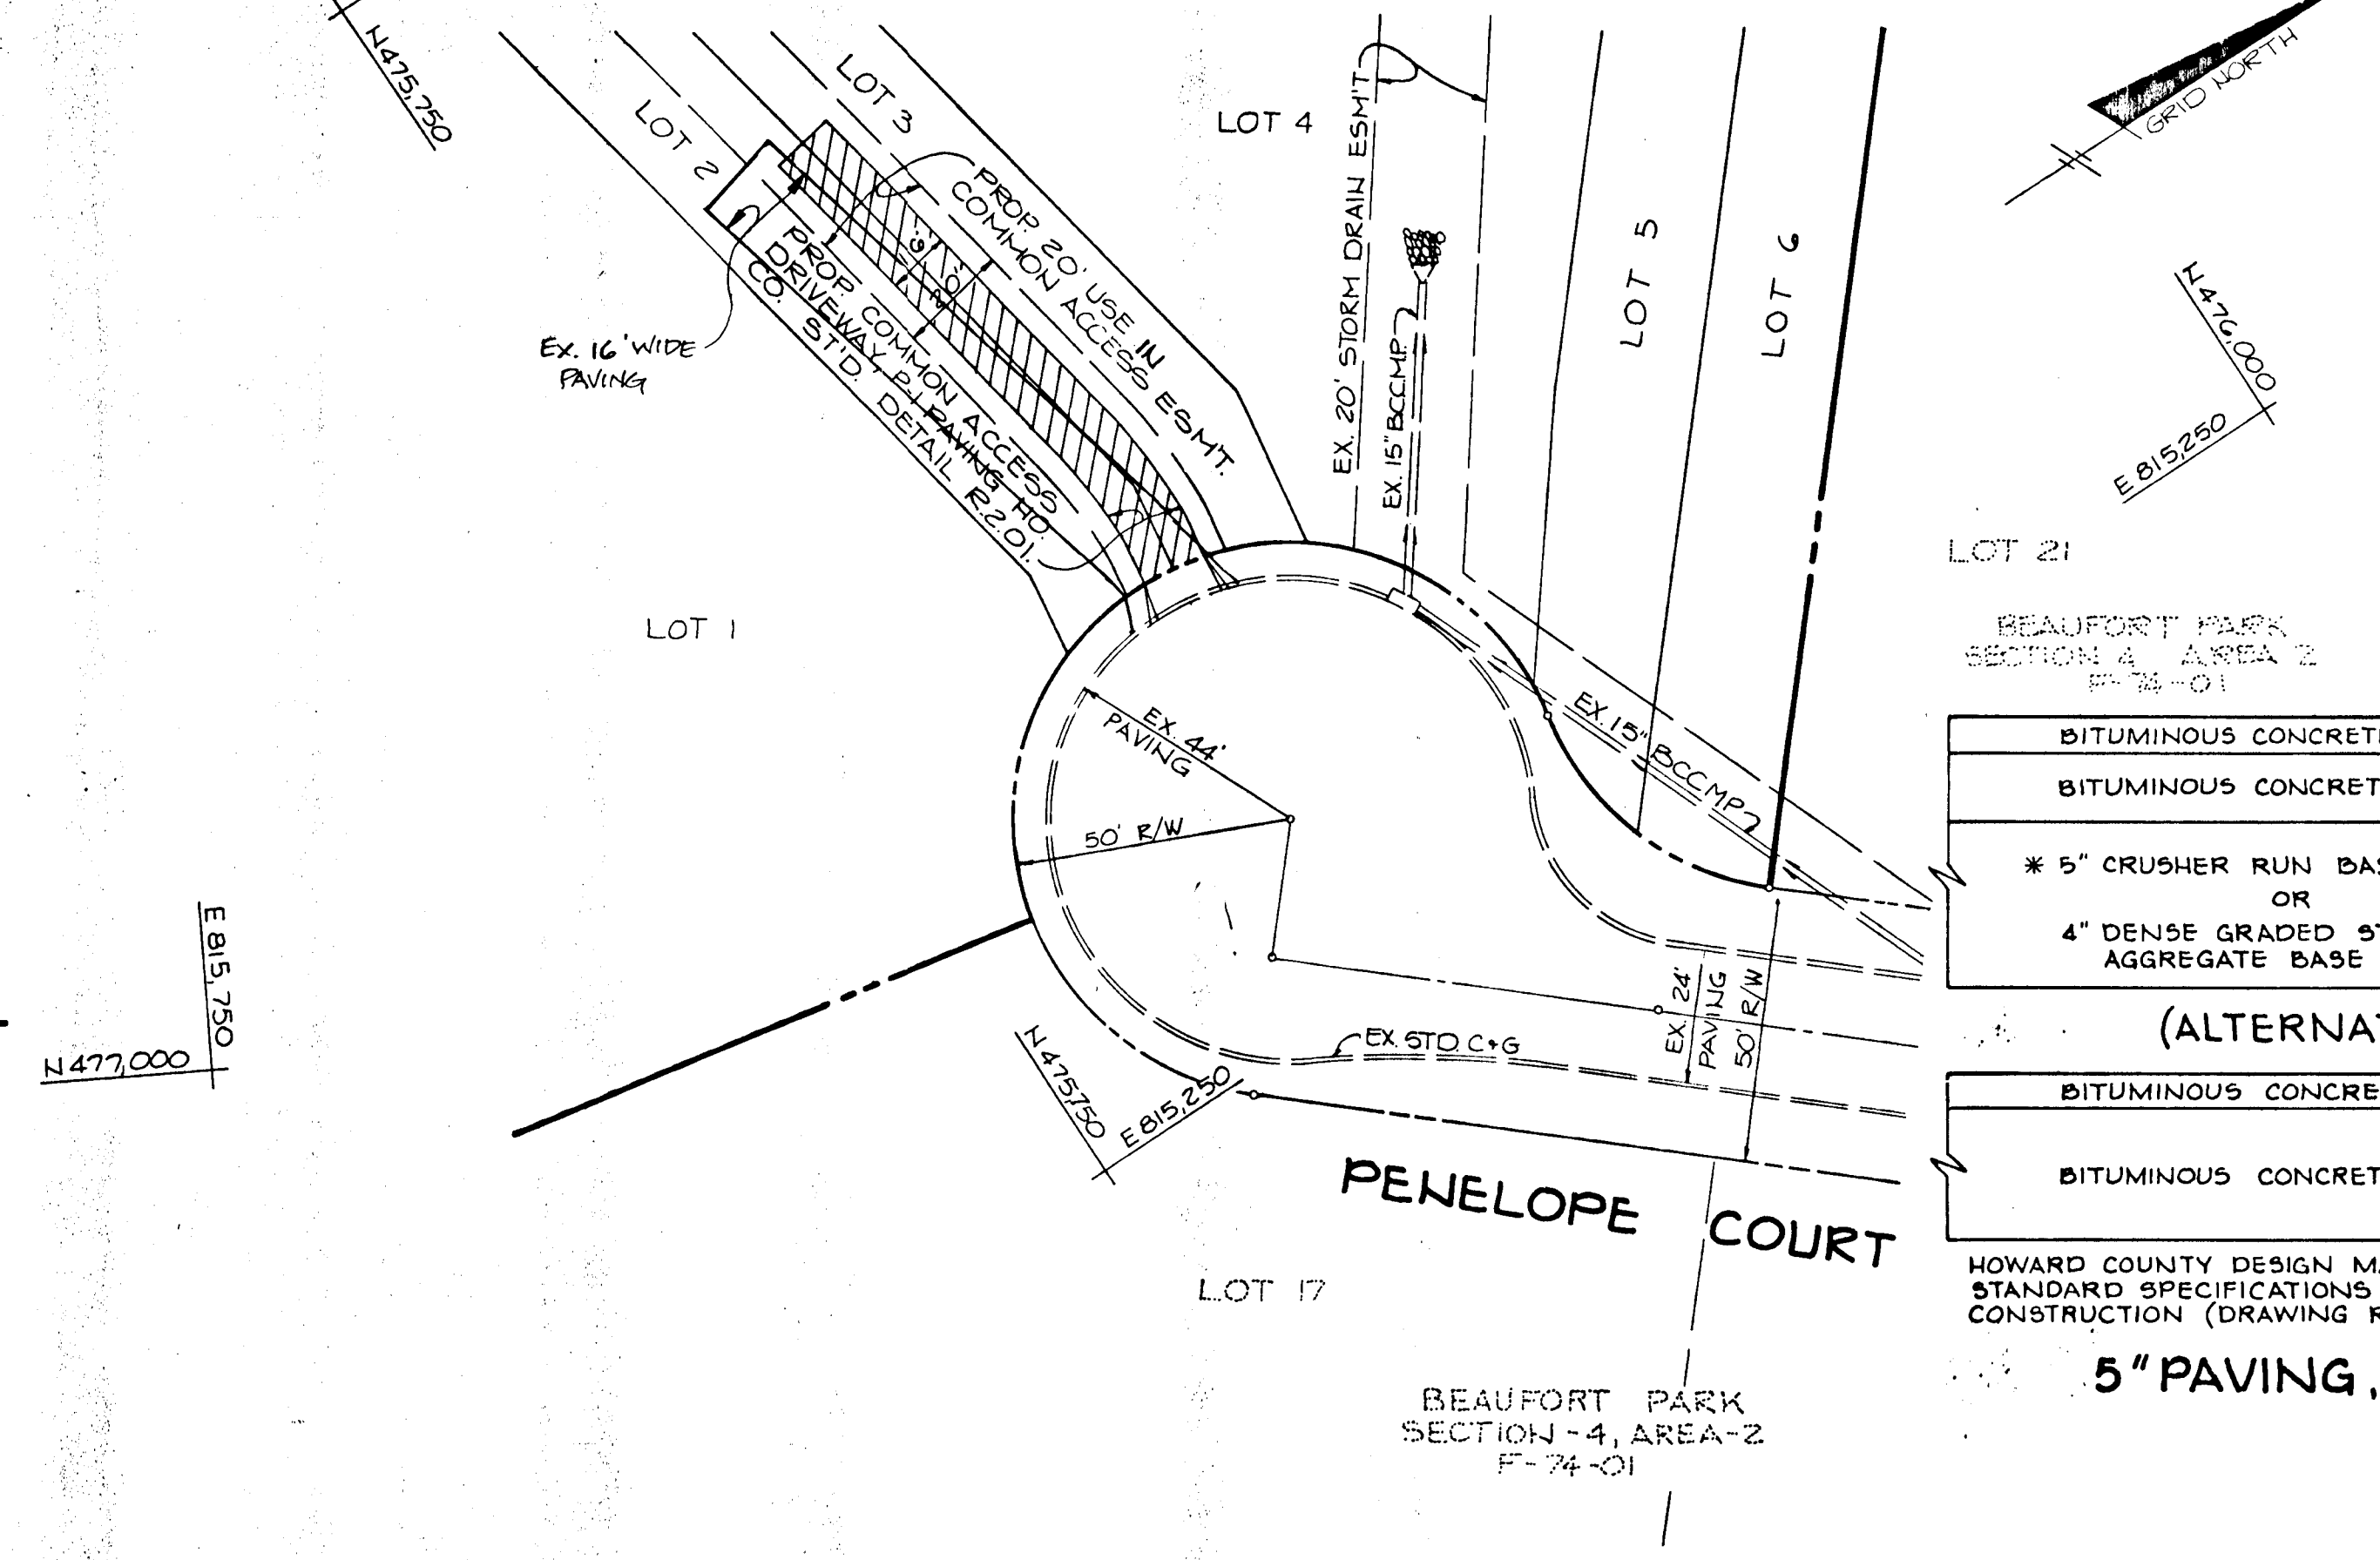 N475,750
LOT 2
LOT 3
LOT 4
EX. 20' STORM DRAIN ESM'T
EX. 15" BCCMP
LOT 5
LOT 6
GRID NORTH
N476,000
E 815,250
EX. 16' WIDE
PAVING
PROP. 20' USE IN
COMMON ACCESS ESM'T.
PROP. COMMON ACCESS
DRIVEWAY P-1 PAVING HO.
CO. ST'D. DETAIL R.2.01.
LOT 1
LOT 21
BEAUFORT PARK
SECTION 4 AREA 2
F-74-01
EX. 44'
PAVING
50' R/W
EX. 15" BCCMP
BITUMINOUS CONCRET
BITUMINOUS CONCRET
* 5" CRUSHER RUN BAS
OR
4" DENSE GRADED ST
AGGREGATE BASE
(ALTERNAT
E 815,750
N477,000
EX. STD. C+G
EX. 24'
PAVING
50' R/W
N475,750
E 815,250
BITUMINOUS CONCRE
BITUMINOUS CONCRET
PENELOPE COURT
LOT 17
HOWARD COUNTY DESIGN MA
STANDARD SPECIFICATIONS
CONSTRUCTION (DRAWING R
5" PAVING,
BEAUFORT PARK
SECTION-4, AREA-2
F-74-01